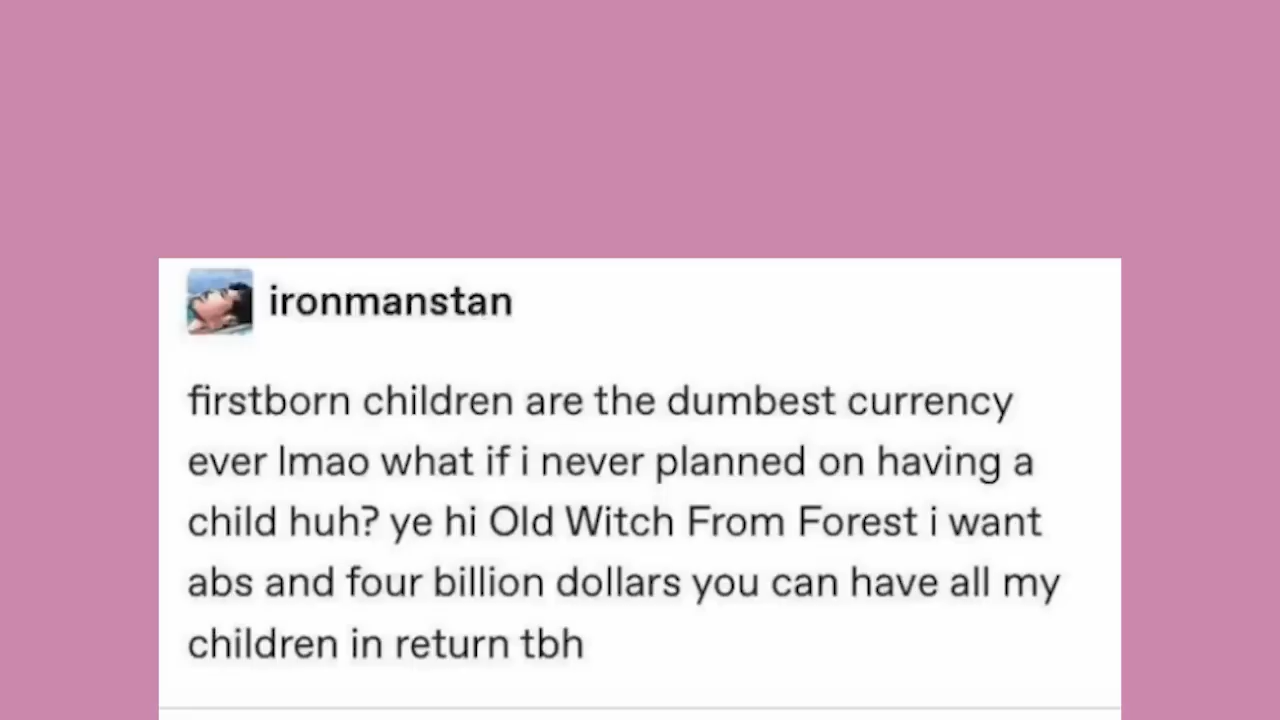 ironmanstan
firstborn children are the dumbest currency
ever lmao what if i never planned on having a
child huh? ye hi Old Witch From Forest i want
abs and four billion dollars you can have all my
children in return tbh